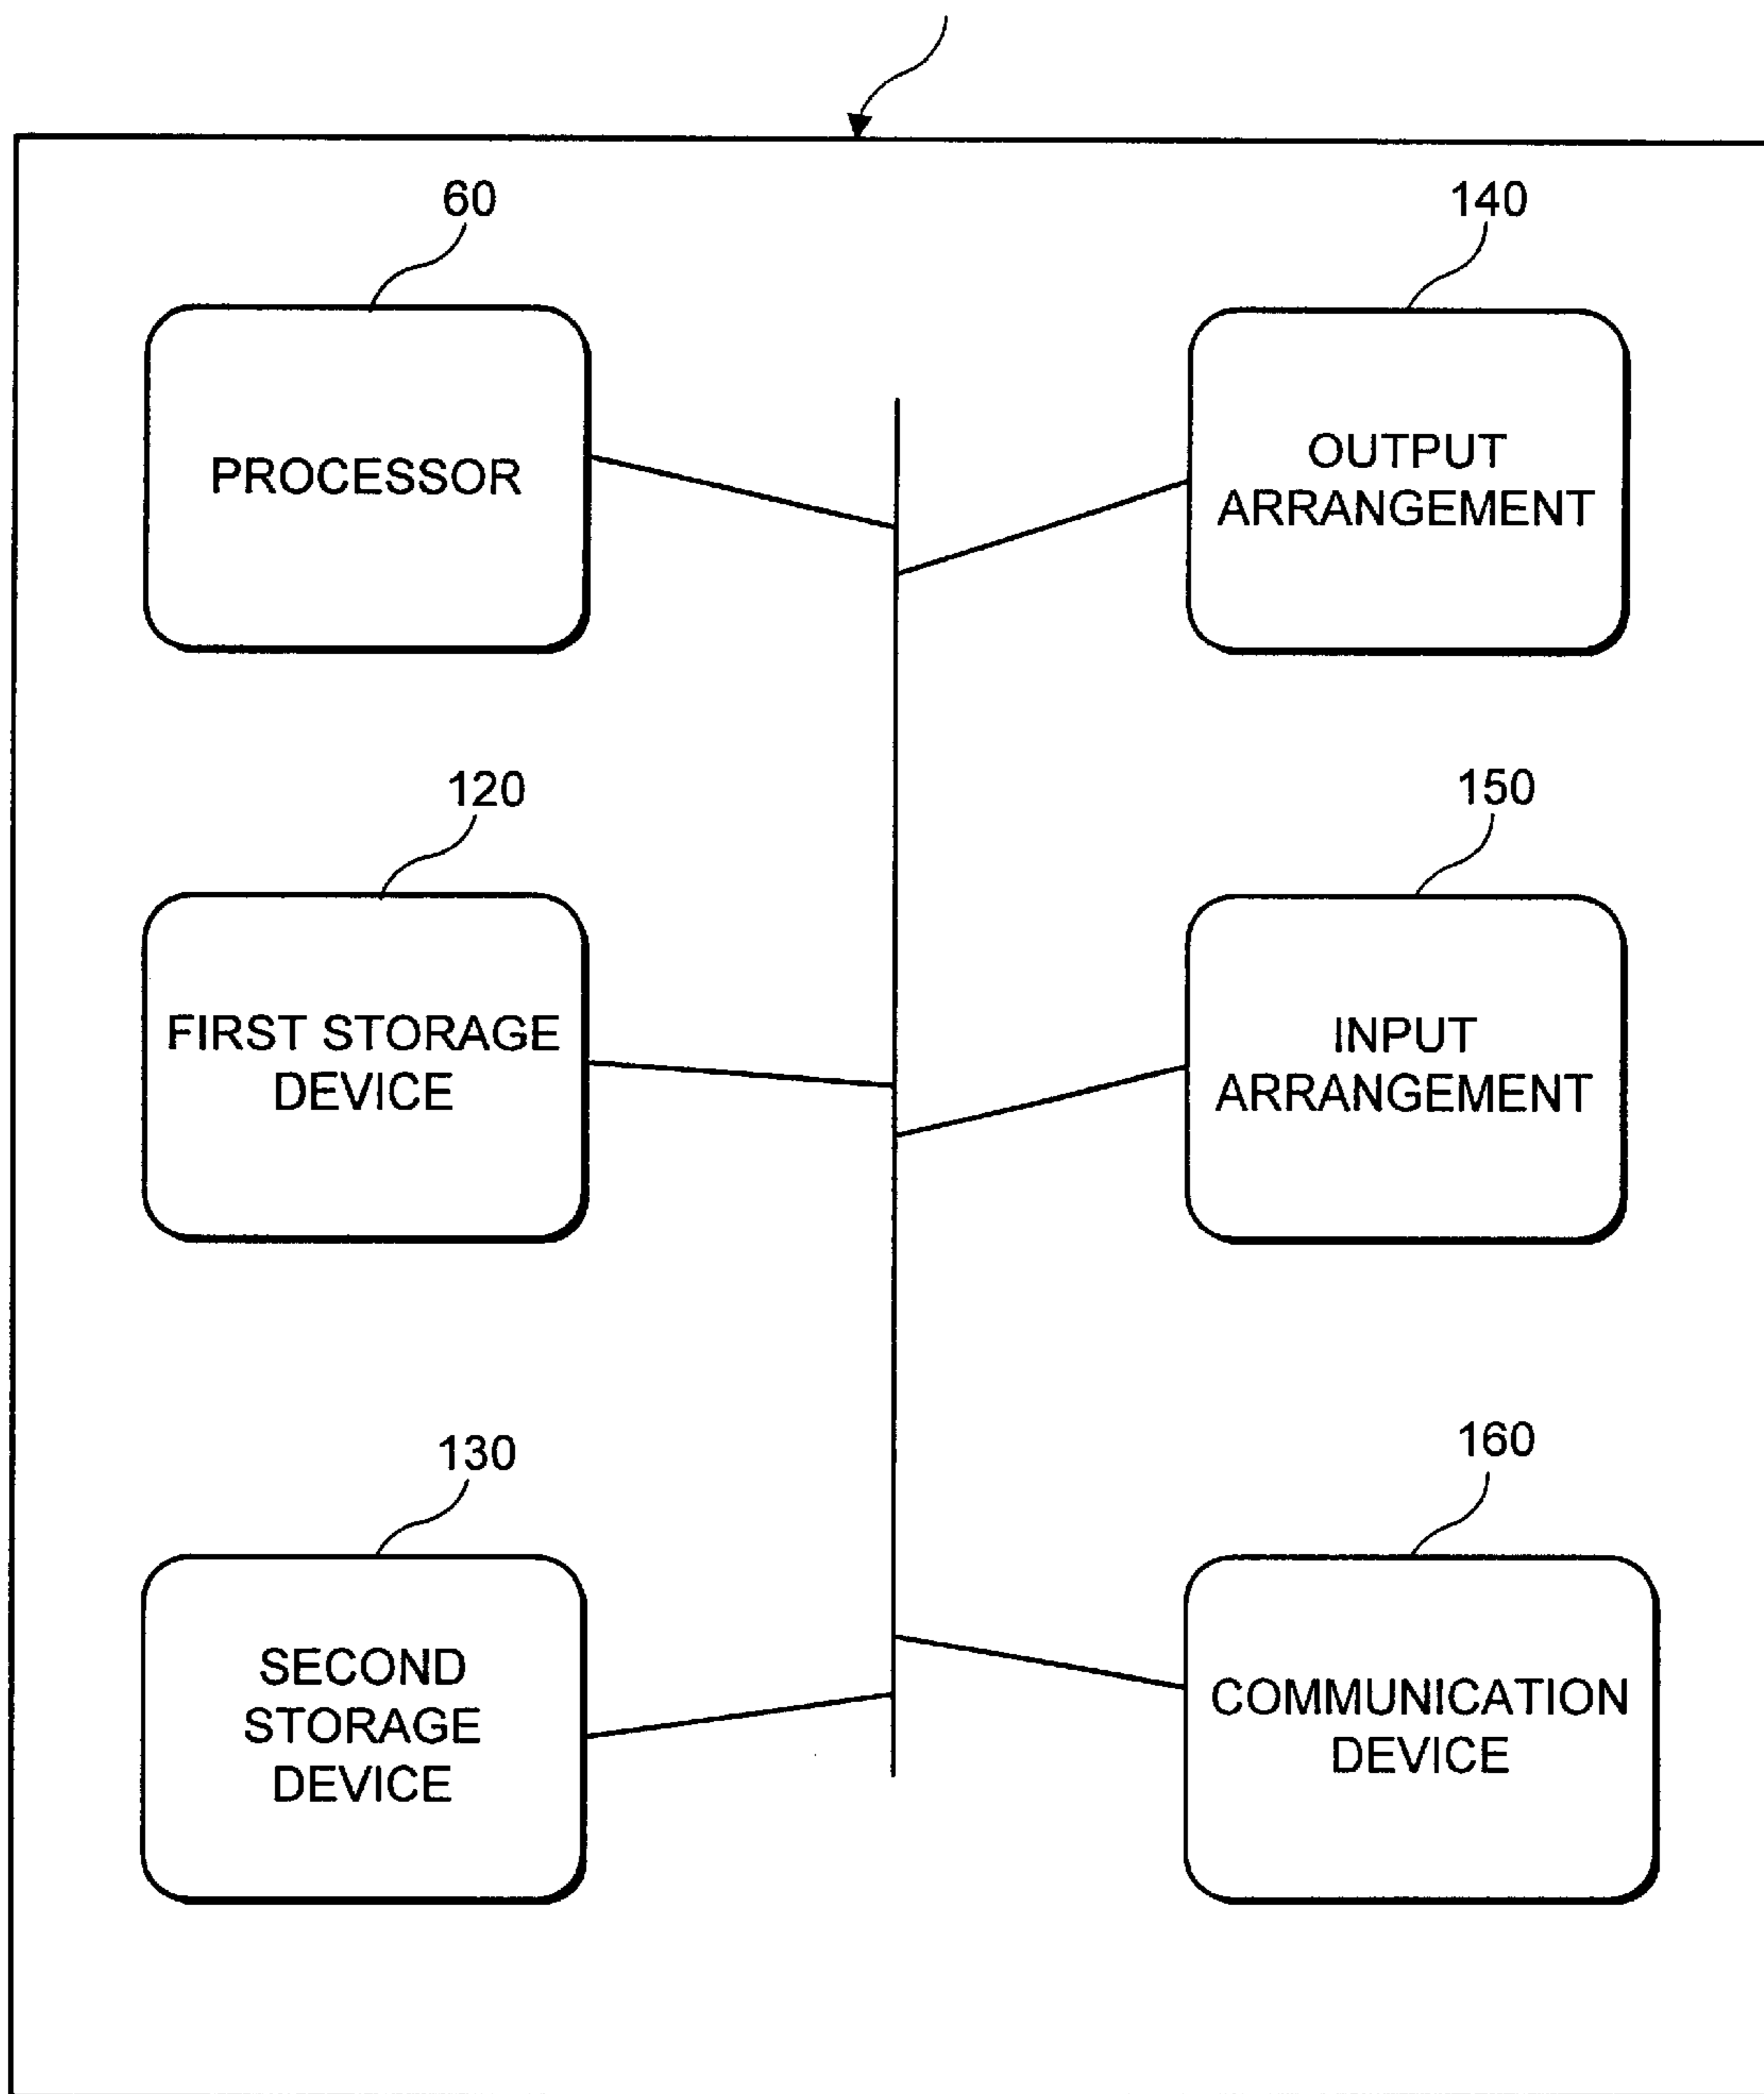 60
PROCESSOR
140
OUTPUT
ARRANGEMENT
120
FIRST STORAGE
DEVICE
150
INPUT
ARRANGEMENT
130
SECOND
STORAGE
DEVICE
160
COMMUNICATION
DEVICE